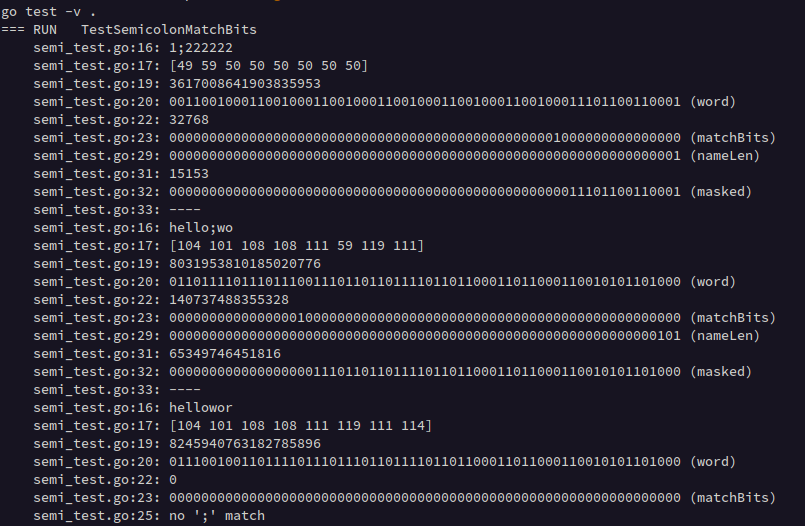 go test -v .
=== RUN   TestSemicolonMatchBits
semi_test.go:16: 1;222222
semi_test.go:17: [49 59 50 50 50 50 50 50]
semi_test.go:19: 3617008641903835953
semi_test.go:20: 0011001000110010001100100011001000110010001100100011101100110001 (word)
semi_test.go:22: 32768
semi_test.go:23: 0000000000000000000000000000000000000000000000001000000000000000 (matchBits)
semi_test.go:29: 0000000000000000000000000000000000000000000000000000000000000001 (nameLen)
semi_test.go:31: 15153
semi_test.go:32: 0000000000000000000000000000000000000000000000000011101100110001 (masked)
semi_test.go:33: ----
semi_test.go:16: hello;wo
semi_test.go:17: [104 101 108 108 111 59 119 111]
semi_test.go:19: 8031953810185020776
semi_test.go:20: 0110111101110111001110110110111101101100011011000110010101101000 (word)
semi_test.go:22: 140737488355328
semi_test.go:23: 0000000000000000100000000000000000000000000000000000000000000000 (matchBits)
semi_test.go:29: 0000000000000000000000000000000000000000000000000000000000000101 (nameLen)
semi_test.go:31: 65349746451816
semi_test.go:32: 0000000000000000001110110110111101101100011011000110010101101000 (masked)
semi_test.go:33: ----
semi_test.go:16: hellowor
semi_test.go:17: [104 101 108 108 111 119 111 114]
semi_test.go:19: 8245940763182785896
semi_test.go:20: 0111001001101111011101110110111101101100011011000110010101101000 (word)
semi_test.go:22: 0
semi_test.go:23: 0000000000000000000000000000000000000000000000000000000000000000 (matchBits)
semi_test.go:25: no ';' match